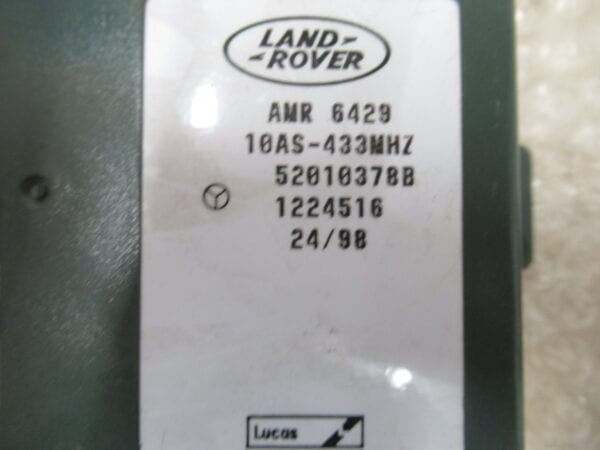 LAND-
-ROVER
AMR 6429
10AS-433MHZ
52010378B
1224516
24/98
Lucas